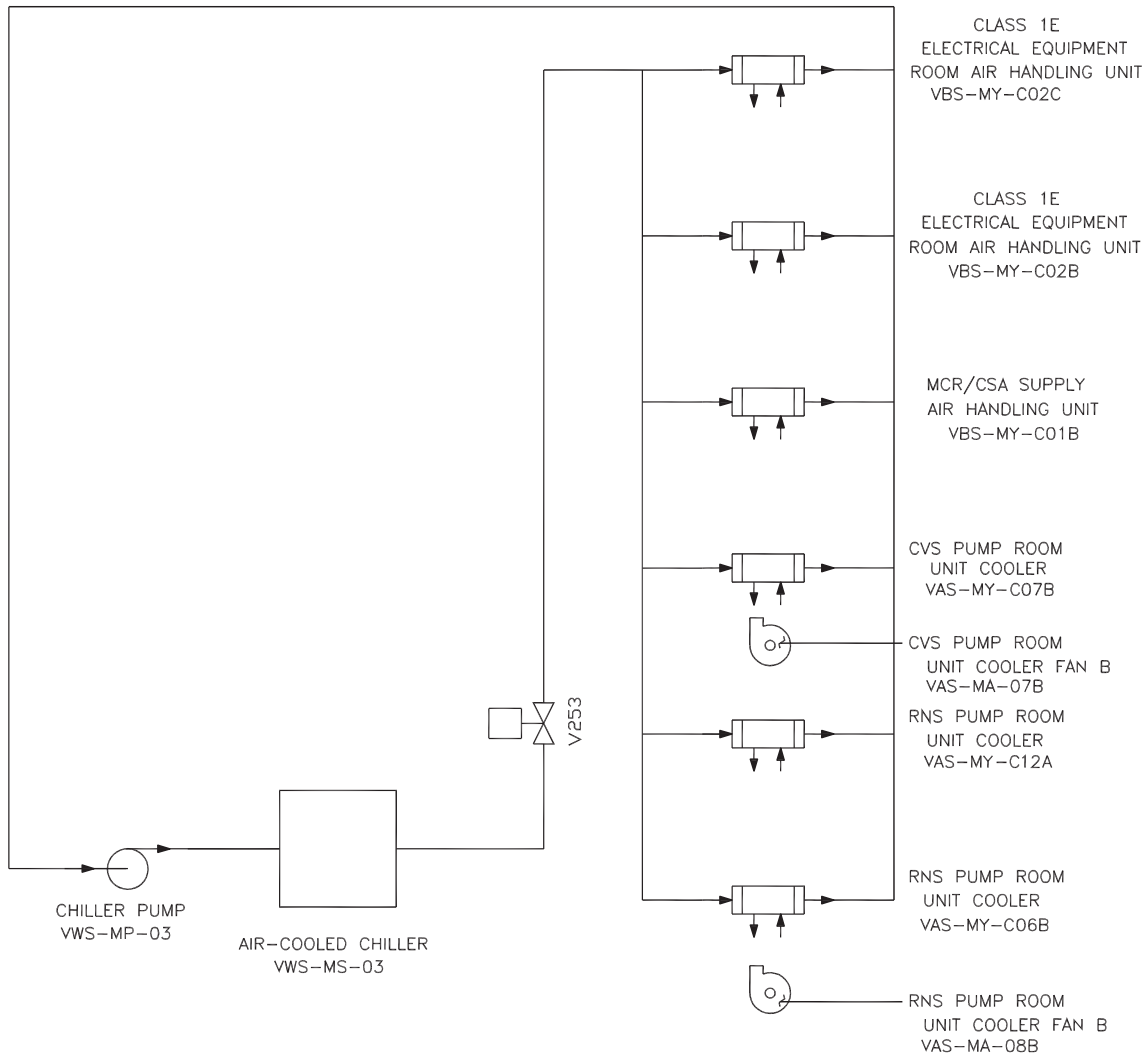 CLASS 1E
ELECTRICAL EQUIPMENT
ROOM AIR HANDLING UNIT
VBS-MY-C02C
CLASS 1E
ELECTRICAL EQUIPMENT
ROOM AIR HANDLING UNIT
VBS-MY-C02B
MCR/CSA SUPPLY
AIR HANDLING UNIT
VBS-MY-C01B
CVS PUMP ROOM
UNIT COOLER
VAS-MY-C07B
CVS PUMP ROOM
UNIT COOLER FAN B
VAS-MA-07B
V253
RNS PUMP ROOM
UNIT COOLER
VAS-MY-C12A
RNS PUMP ROOM
UNIT COOLER
VAS-MY-C06B
CHILLER PUMP
VWS-MP-03
AIR-COOLED CHILLER
VWS-MS-03
RNS PUMP ROOM
UNIT COOLER FAN B
VAS-MA-08B